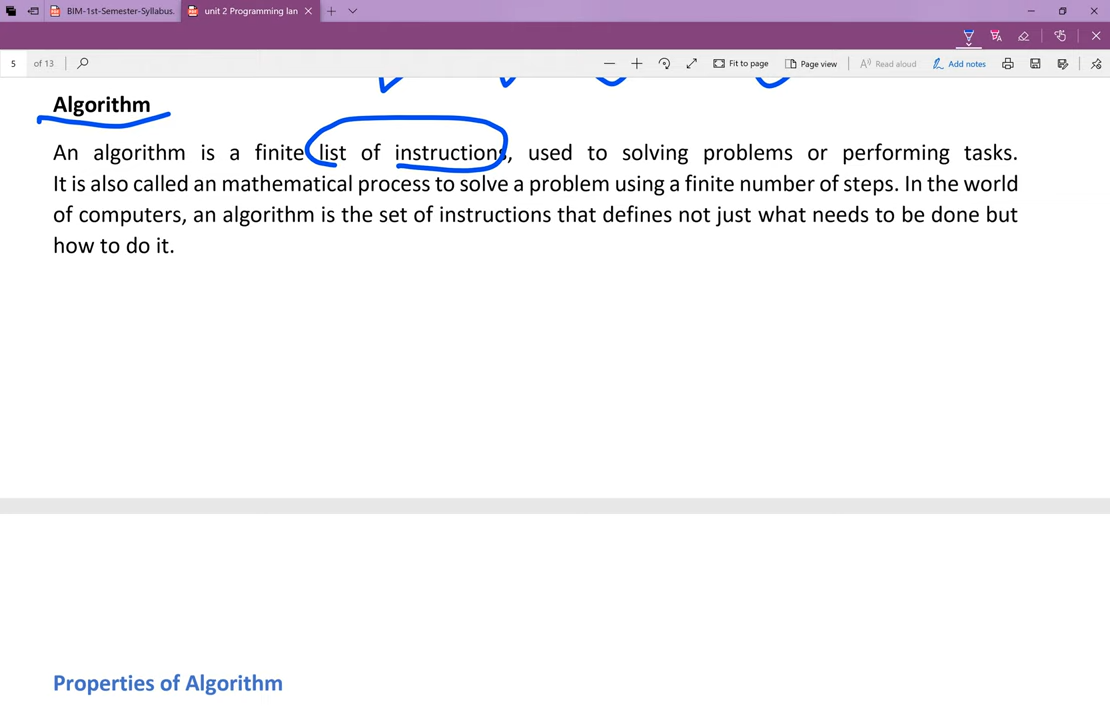 BIM-1st-Semester-Syllabus.
unit 2 Programming lan
5 of 13
Fit to page
Page view
Read aloud
Add notes
Algorithm
An algorithm is a finite list of instructions, used to solving problems or performing tasks.
It is also called an mathematical process to solve a problem using a finite number of steps. In the world
of computers, an algorithm is the set of instructions that defines not just what needs to be done but
how to do it.
Properties of Algorithm